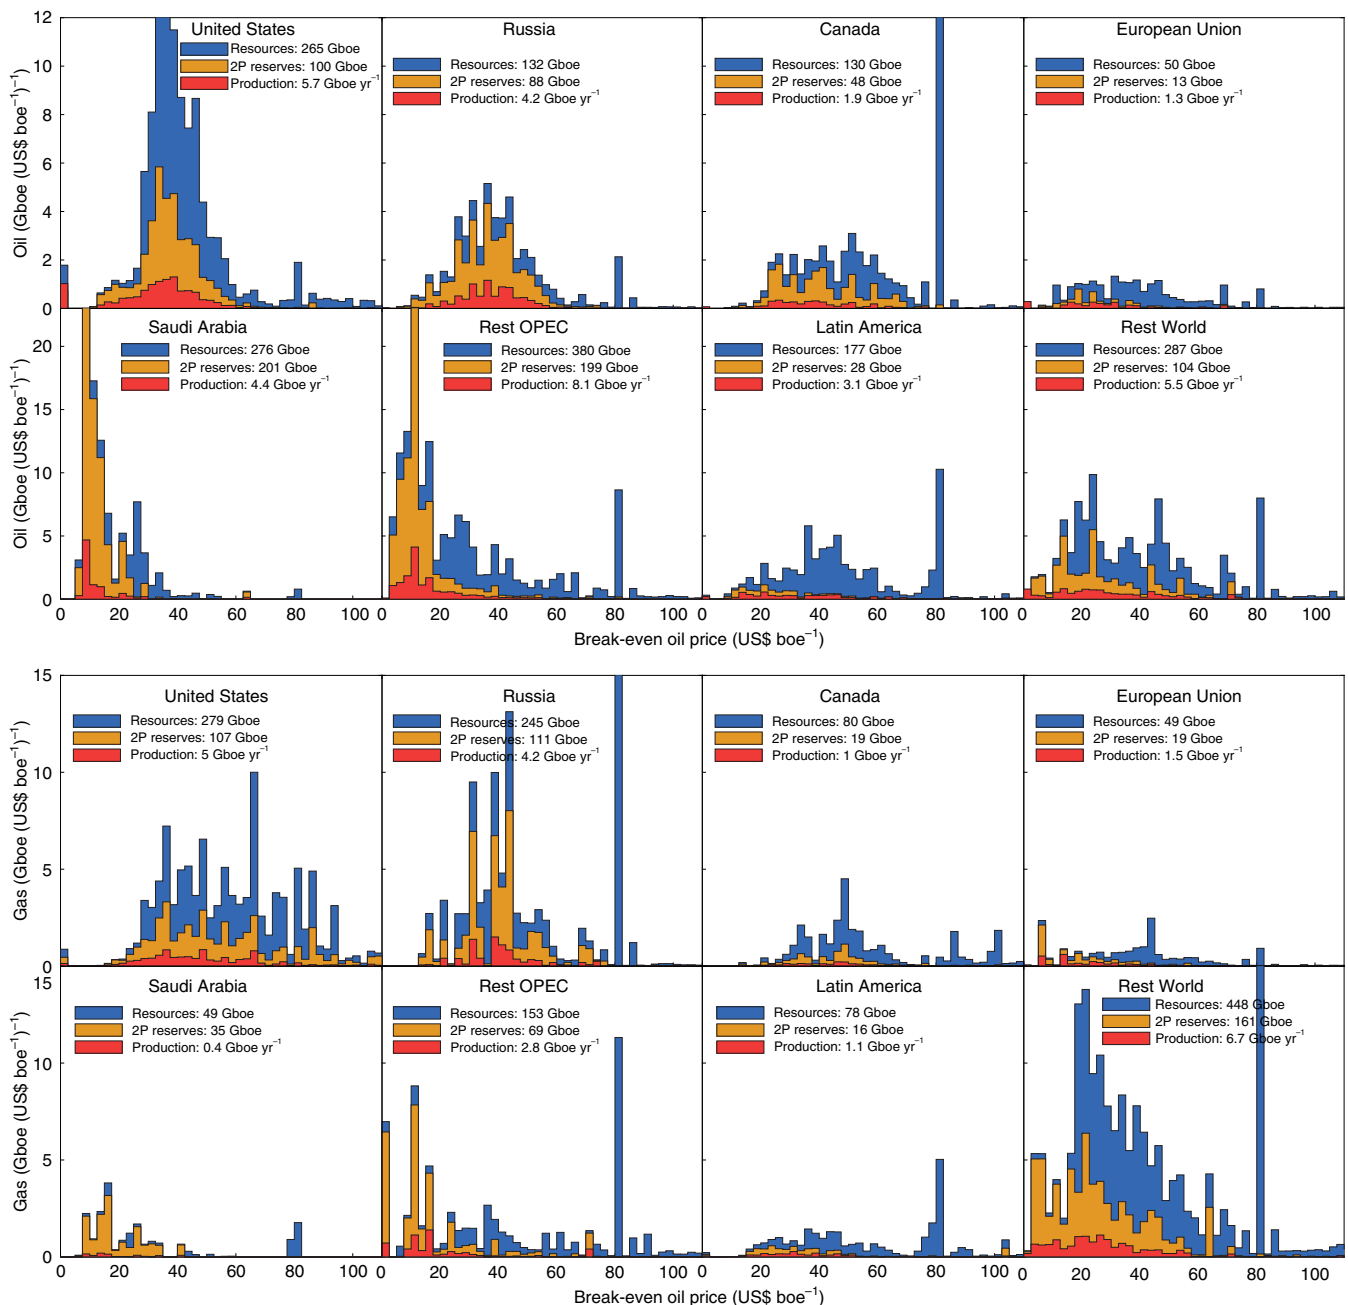 United States
Resources: 265 Gboe
2P reserves: 100 Gboe
Production: 5.7 Gboe yr⁻¹
Russia
Resources: 132 Gboe
2P reserves: 88 Gboe
Production: 4.2 Gboe yr⁻¹
Canada
Resources: 130 Gboe
2P reserves: 48 Gboe
Production: 1.9 Gboe yr⁻¹
European Union
Resources: 50 Gboe
2P reserves: 13 Gboe
Production: 1.3 Gboe yr⁻¹
12
10
8
6
4
2
0
Oil (Gboe (US$ boe⁻¹)⁻¹)
Saudi Arabia
Resources: 276 Gboe
2P reserves: 201 Gboe
Production: 4.4 Gboe yr⁻¹
Rest OPEC
Resources: 380 Gboe
2P reserves: 199 Gboe
Production: 8.1 Gboe yr⁻¹
Latin America
Resources: 177 Gboe
2P reserves: 28 Gboe
Production: 3.1 Gboe yr⁻¹
Rest World
Resources: 287 Gboe
2P reserves: 104 Gboe
Production: 5.5 Gboe yr⁻¹
20
15
10
5
0
Oil (Gboe (US$ boe⁻¹)⁻¹)
0 20 40 60 80 100 0 20 40 60 80 100 0 20 40 60 80 100 0 20 40 60 80 100
Break-even oil price (US$ boe⁻¹)
United States
Resources: 279 Gboe
2P reserves: 107 Gboe
Production: 5 Gboe yr⁻¹
Russia
Resources: 245 Gboe
2P reserves: 111 Gboe
Production: 4.2 Gboe yr⁻¹
Canada
Resources: 80 Gboe
2P reserves: 19 Gboe
Production: 1 Gboe yr⁻¹
European Union
Resources: 49 Gboe
2P reserves: 19 Gboe
Production: 1.5 Gboe yr⁻¹
15
10
5
0
Gas (Gboe (US$ boe⁻¹)⁻¹)
Saudi Arabia
Resources: 49 Gboe
2P reserves: 35 Gboe
Production: 0.4 Gboe yr⁻¹
Rest OPEC
Resources: 153 Gboe
2P reserves: 69 Gboe
Production: 2.8 Gboe yr⁻¹
Latin America
Resources: 78 Gboe
2P reserves: 16 Gboe
Production: 1.1 Gboe yr⁻¹
Rest World
Resources: 448 Gboe
2P reserves: 161 Gboe
Production: 6.7 Gboe yr⁻¹
15
10
5
0
Gas (Gboe (US$ boe⁻¹)⁻¹)
0 20 40 60 80 100 0 20 40 60 80 100 0 20 40 60 80 100 0 20 40 60 80 100
Break-even oil price (US$ boe⁻¹)